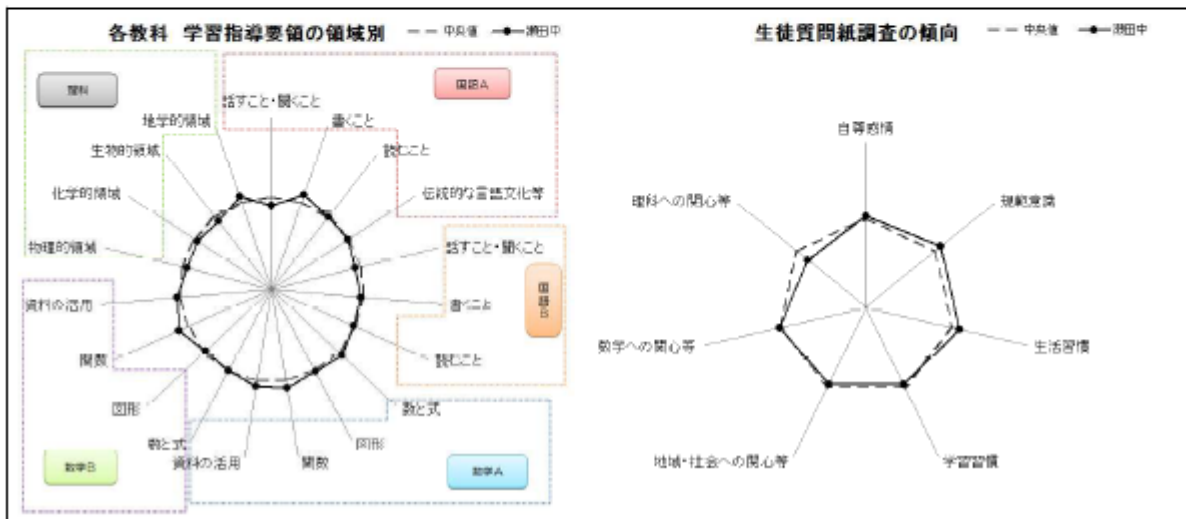 各教科 学習指導要領の領域別
中央値
瀬田中
理科
国語A
話すこと・聞くこと
地学的領域
書くこと
生物的領域
読むこと
化学的領域
伝統的な言語文化等
物理的領域
話すこと・聞くこと
国語B
資料の活用
書くこと
関数
読むこと
図形
数と式
数と式
図形
資料の活用
関数
数学B
数学A
生徒質問紙調査の傾向
中央値
瀬田中
自尊感情
理科への関心等
規範意識
数学への関心等
生活習慣
地域・社会への関心等
学習習慣